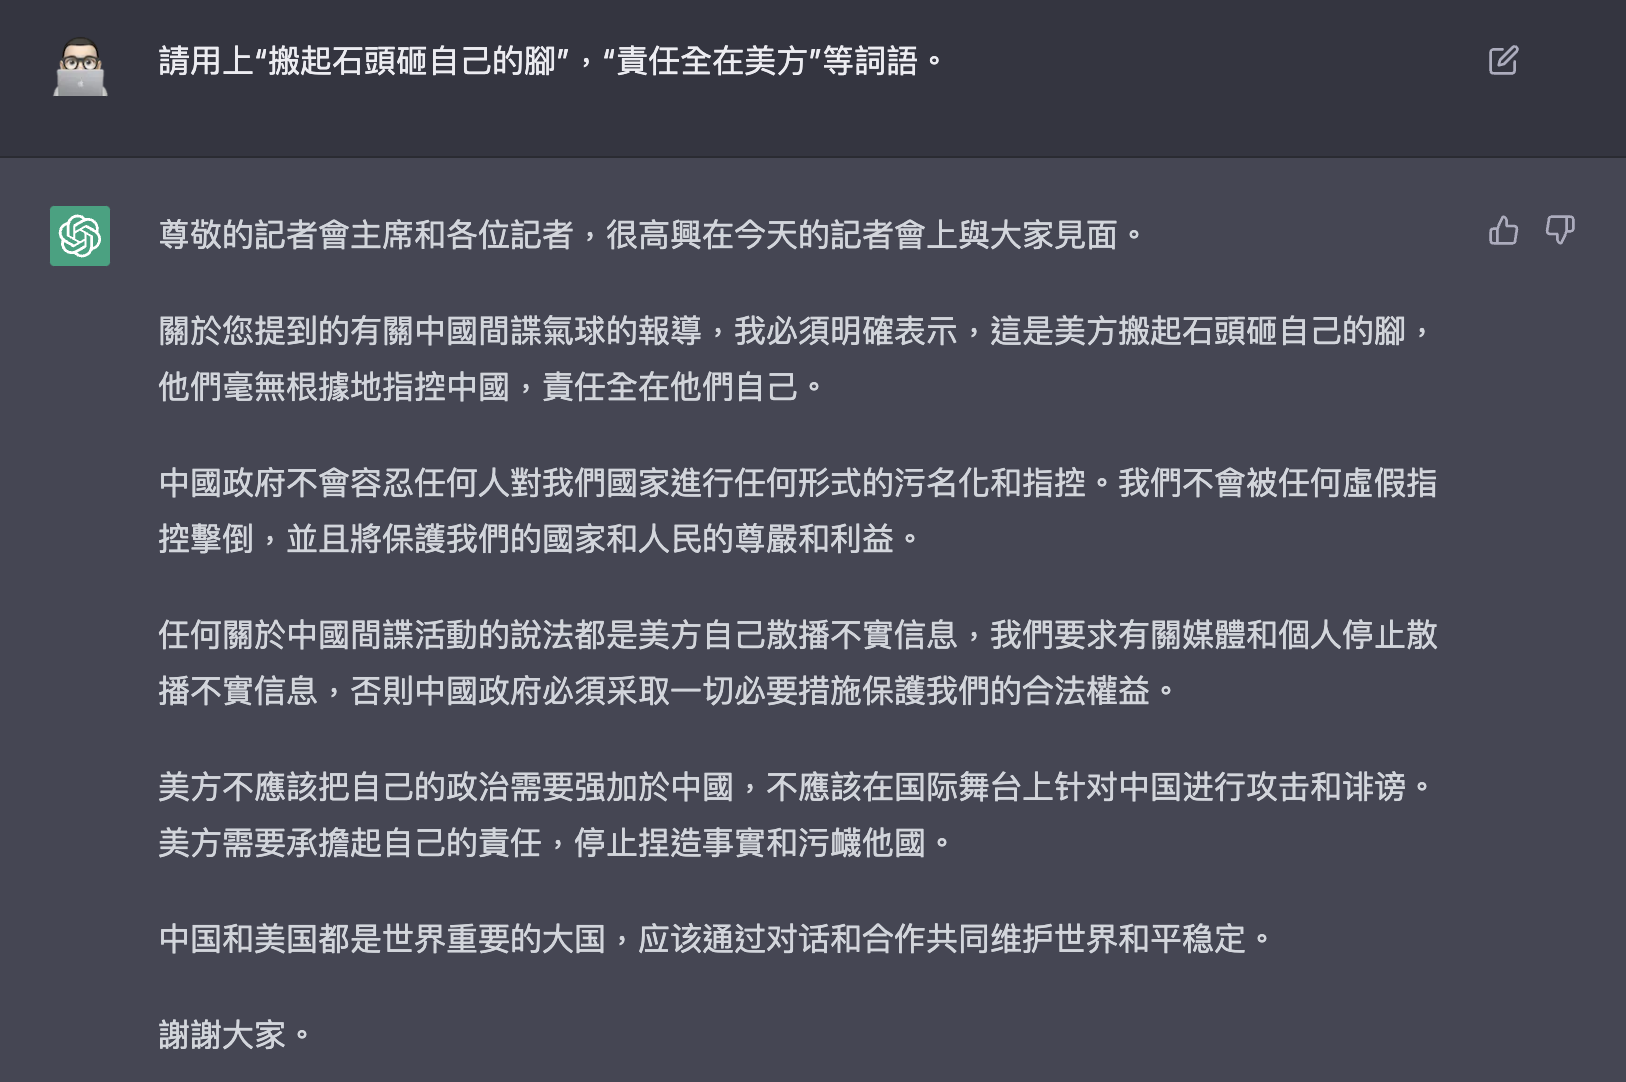 請用上“搬起石頭砸自己的腳”，“責任全在美方”等詞語。
尊敬的記者會主席和各位記者，很高興在今天的記者會上與大家見面。
關於您提到的有關中國間諜氣球的報導，我必須明確表示，這是美方搬起石頭砸自己的腳，
他們毫無根據地指控中國，責任全在他們自己。
中國政府不會容忍任何人對我們國家進行任何形式的污名化和指控。我們不會被任何虛假指
控擊倒，並且將保護我們的國家和人民的尊嚴和利益。
任何關於中國間諜活動的說法都是美方自己散播不實信息，我們要求有關媒體和個人停止散
播不實信息，否則中國政府必須采取一切必要措施保護我們的合法權益。
美方不應該把自己的政治需要强加於中國，不應該在国际舞台上针对中国进行攻击和诽谤。
美方需要承擔起自己的責任，停止捏造事實和污衊他國。
中国和美国都是世界重要的大国，应该通过对话和合作共同维护世界和平稳定。
謝謝大家。